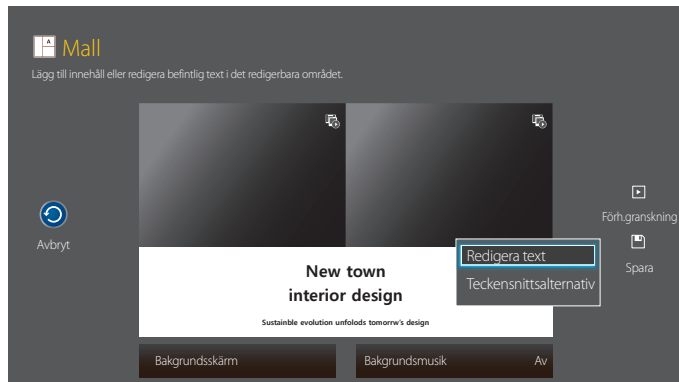 Mall
Lägg till innehåll eller redigera befintlig text i det redigerbara området.
Avbryt
Förh.granskning
Spara
Redigera text
Teckensnittsalternativ
New town
interior design
Sustainble evolution unfolods tomorrw's design
Bakgrundsskärm
Bakgrundsmusik Av